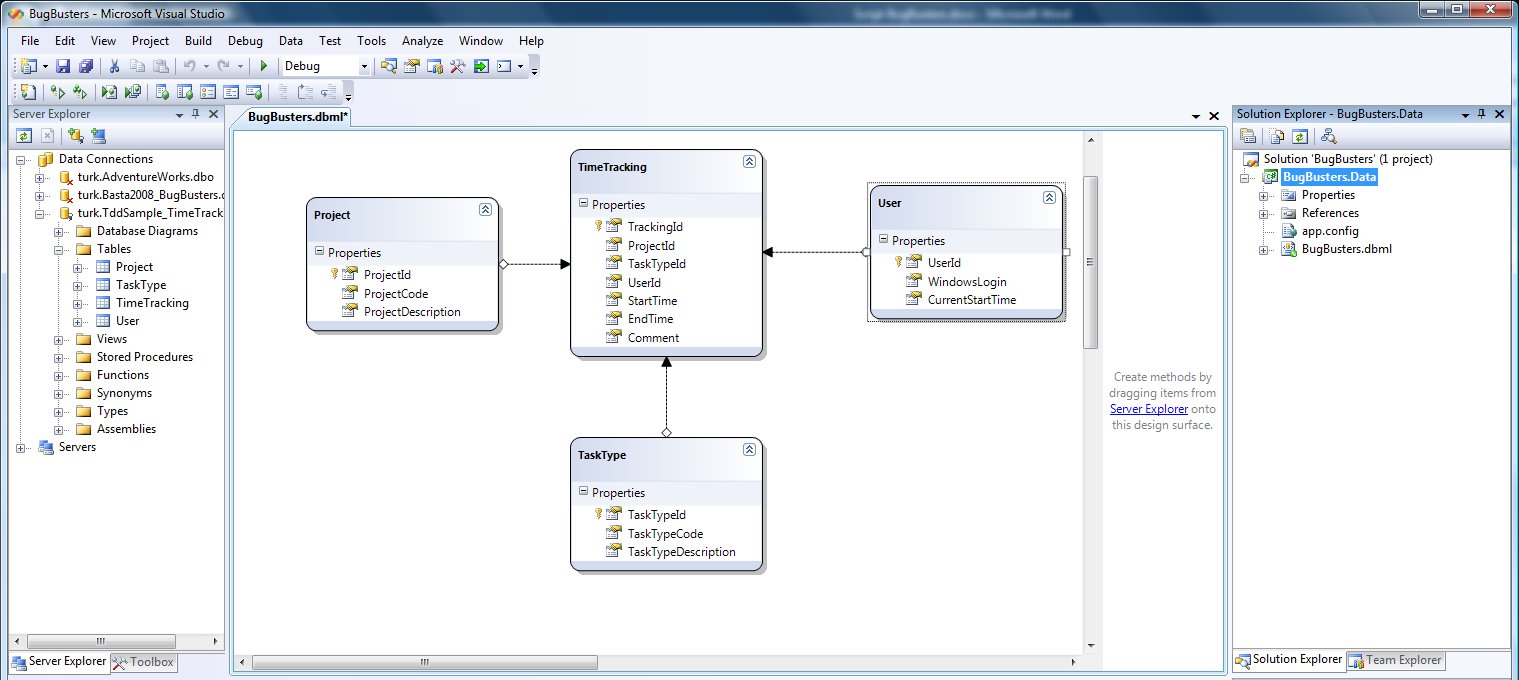 BugBusters - Microsoft Visual Studio
File Edit View Project Build Debug Data Test Tools Analyze Window Help
Debug
Server Explorer
Data Connections
turk.AdventureWorks.dbo
turk.Basta2008_BugBusters.
turk.TddSample_TimeTrack
Database Diagrams
Tables
Project
TaskType
TimeTracking
User
Views
Stored Procedures
Functions
Synonyms
Types
Assemblies
Servers
Server Explorer
Toolbox
BugBusters.dbml*
Project
Properties
ProjectId
ProjectCode
ProjectDescription
TimeTracking
Properties
TrackingId
ProjectId
TaskTypeId
UserId
StartTime
EndTime
Comment
User
Properties
UserId
WindowsLogin
CurrentStartTime
TaskType
Properties
TaskTypeId
TaskTypeCode
TaskTypeDescription
Create methods by
dragging items from
Server Explorer onto
this design surface.
Solution Explorer - BugBusters.Data
Solution 'BugBusters' (1 project)
BugBusters.Data
Properties
References
app.config
BugBusters.dbml
Solution Explorer
Team Explorer